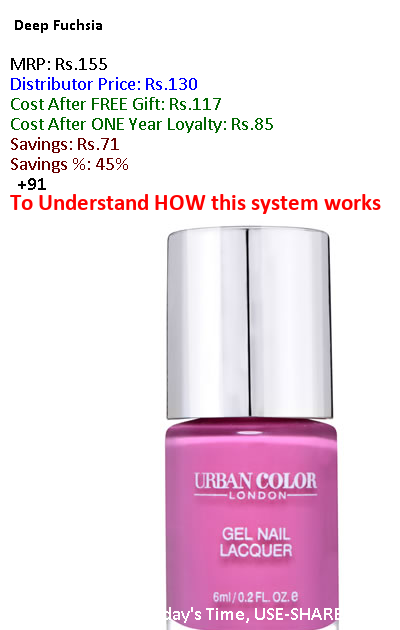 Deep Fuchsia
MRP: Rs.155
Distributor Price: Rs.130
Cost After FREE Gift: Rs.117
Cost After ONE Year Loyalty: Rs.85
Savings: Rs.71
Savings %: 45%
+91
To Understand HOW this system works
URBAN COLOR
LONDON
GEL NAIL
LACQUER
6ml / 0.2 FL. OZ. e
day's Time, USE-SHARE